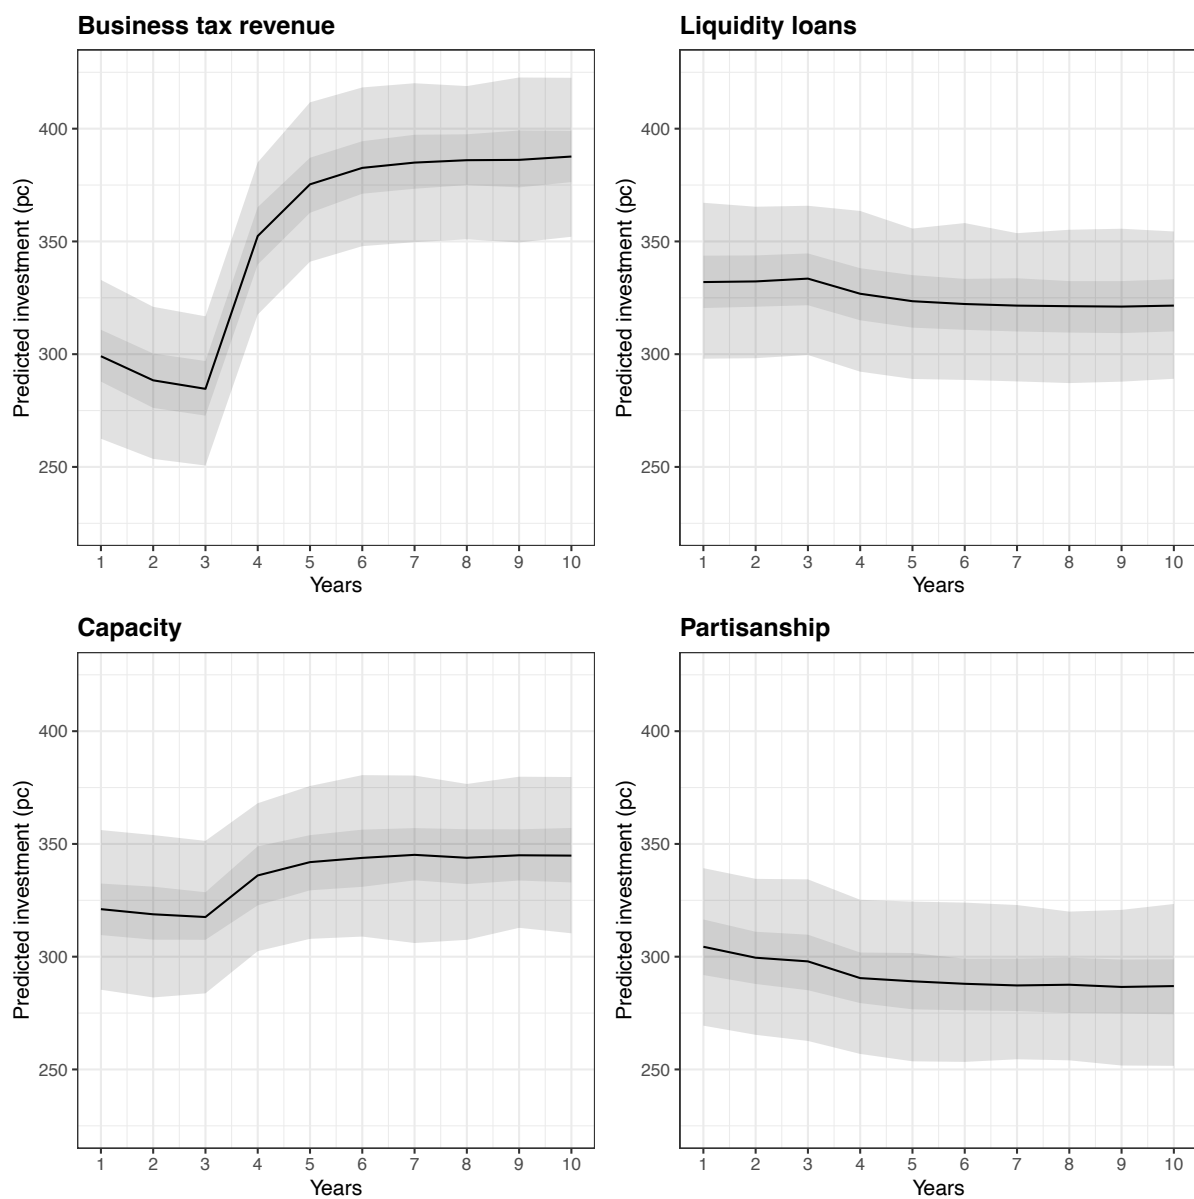 Business tax revenue
Predicted investment (pc)
400
350
300
250
1 2 3 4 5 6 7 8 9 10
Years
Liquidity loans
Predicted investment (pc)
400
350
300
250
1 2 3 4 5 6 7 8 9 10
Years
Capacity
Predicted investment (pc)
400
350
300
250
1 2 3 4 5 6 7 8 9 10
Years
Partisanship
Predicted investment (pc)
400
350
300
250
1 2 3 4 5 6 7 8 9 10
Years